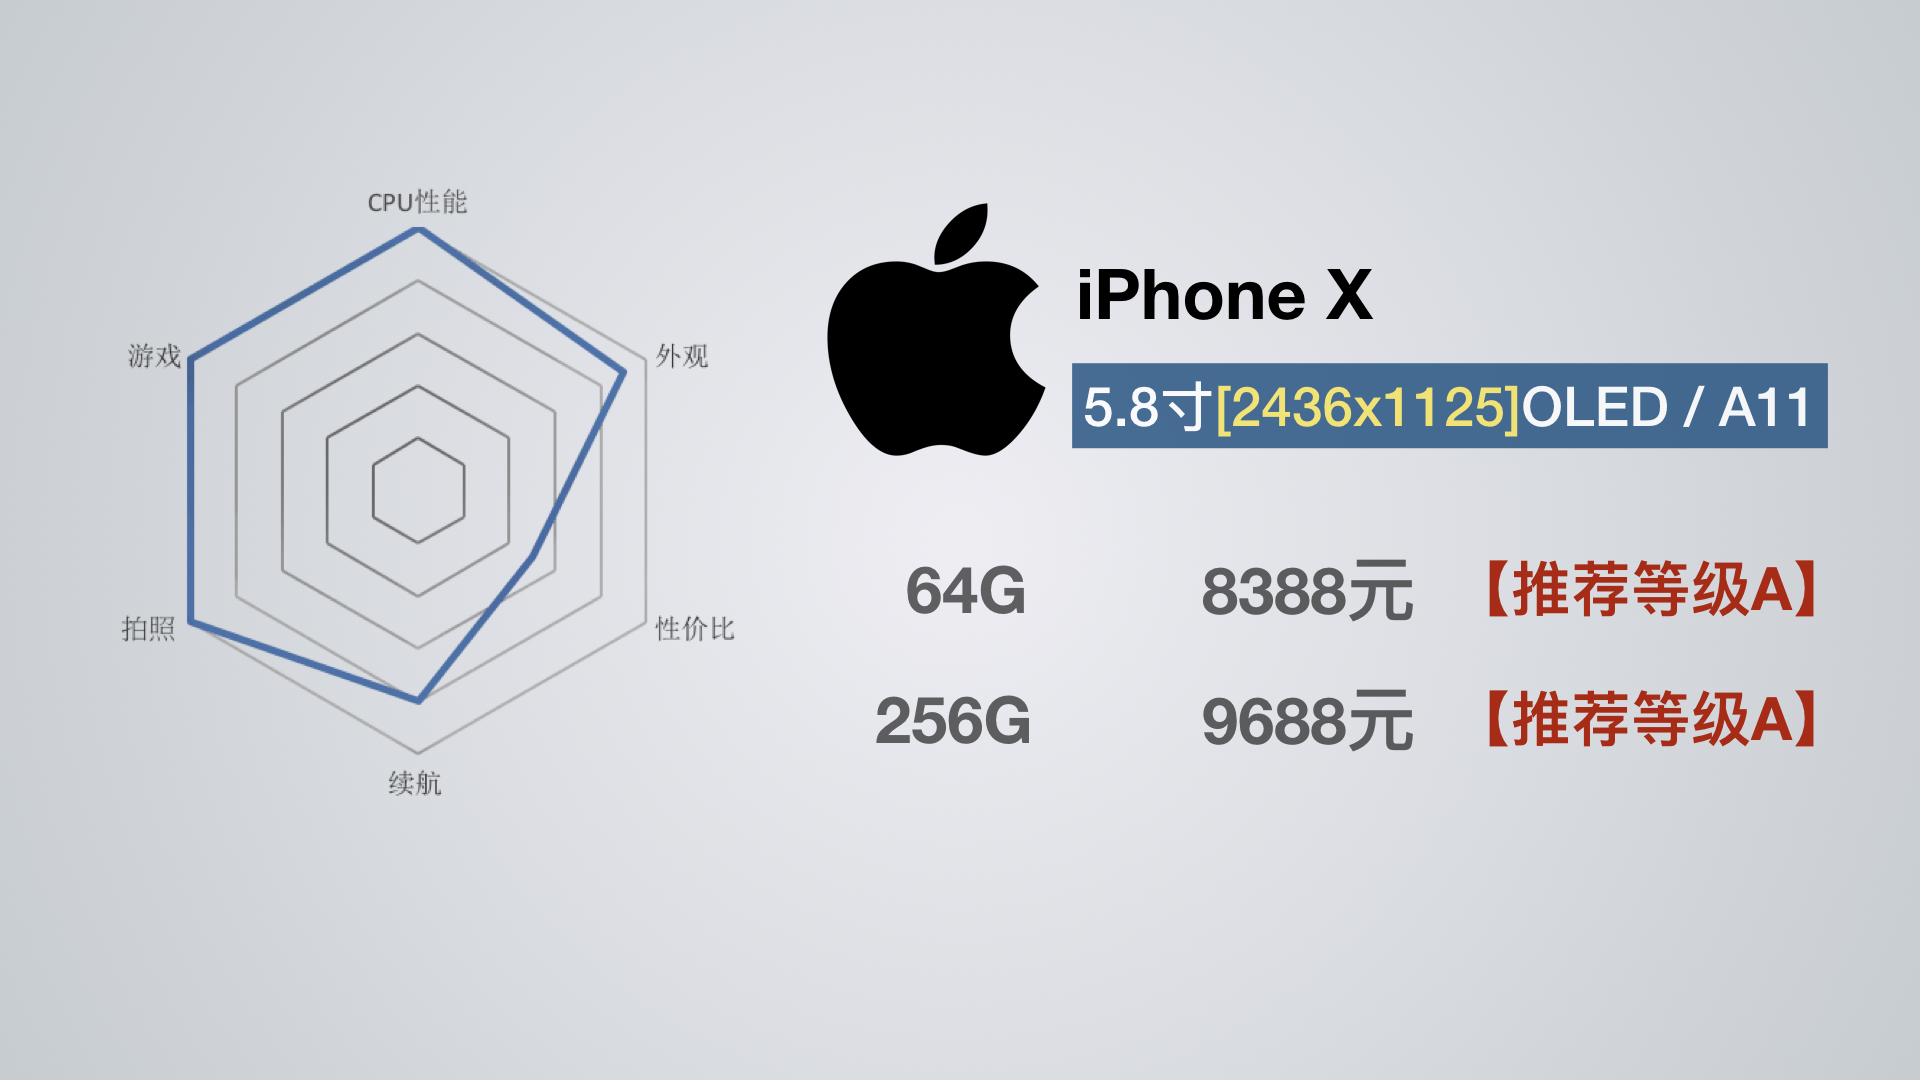 CPU性能
游戏
外观
拍照
性价比
续航
iPhone X
5.8寸[2436x1125]OLED / A11
64G 8388元 【推荐等级A】
256G 9688元 【推荐等级A】